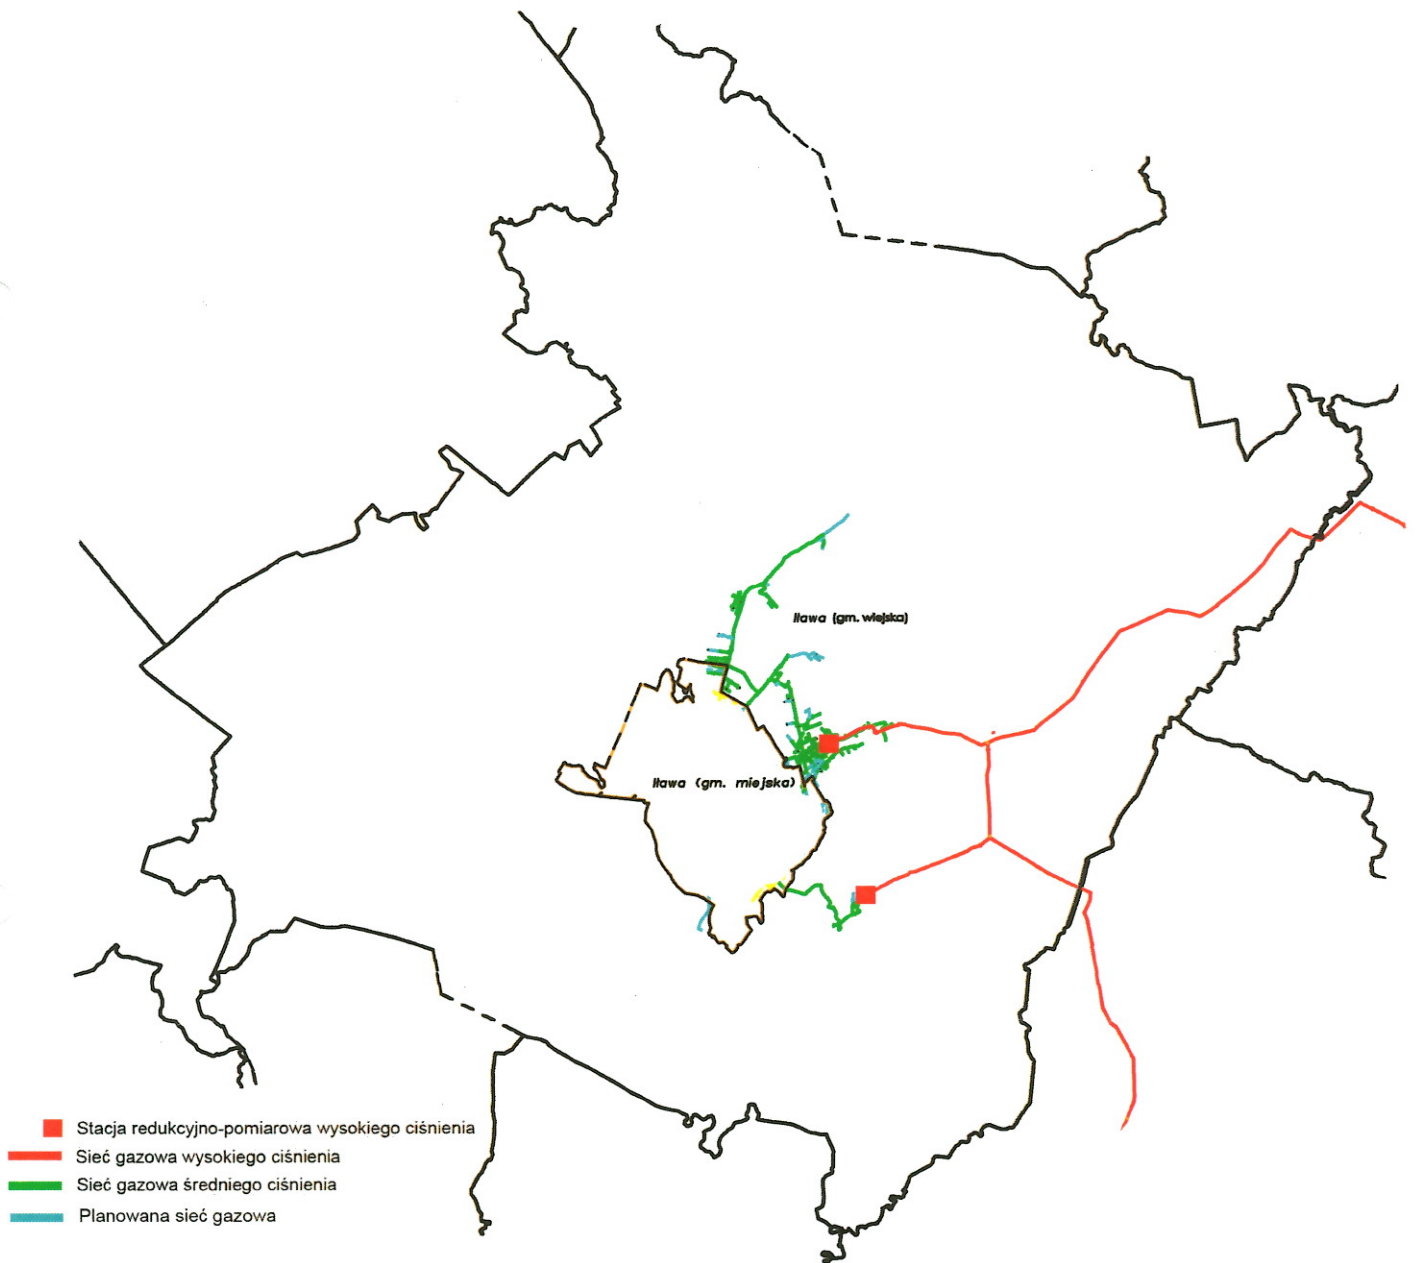 Iława (gm. wiejska)
Iława (gm. miejska)
Stacja redukcyjno-pomiarowa wysokiego ciśnienia
Sieć gazowa wysokiego ciśnienia
Sieć gazowa średniego ciśnienia
Planowana sieć gazowa